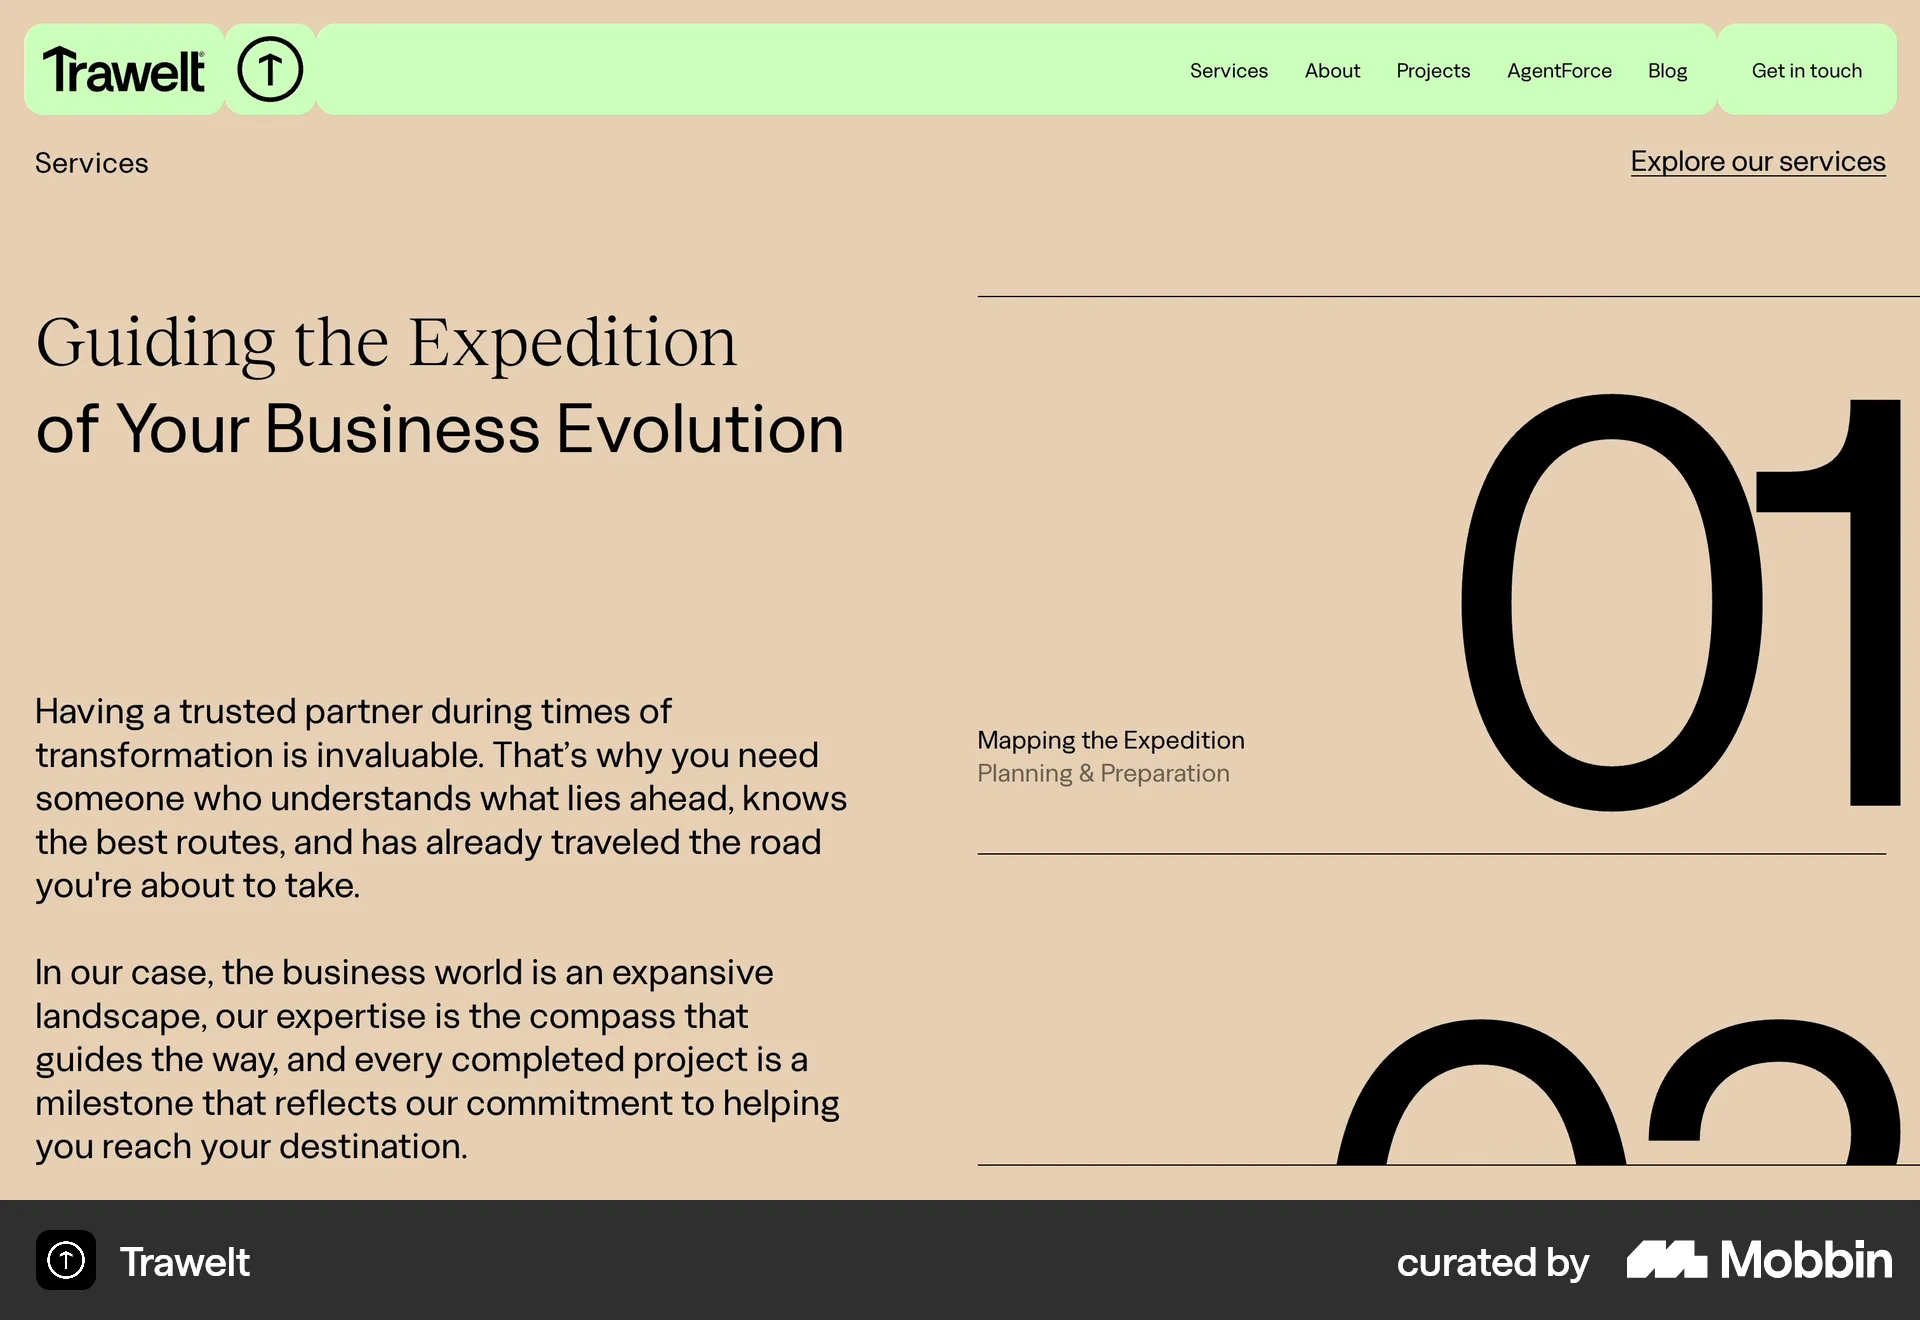 Trawelt®
Services
About
Projects
AgentForce
Blog
Get in touch
Services
Explore our services
Guiding the Expedition
of Your Business Evolution
Having a trusted partner during times of
transformation is invaluable. That’s why you need
someone who understands what lies ahead, knows
the best routes, and has already traveled the road
you're about to take.
In our case, the business world is an expansive
landscape, our expertise is the compass that
guides the way, and every completed project is a
milestone that reflects our commitment to helping
you reach your destination.
01
Mapping the Expedition
Planning & Preparation
Trawelt
curated by Mobbin